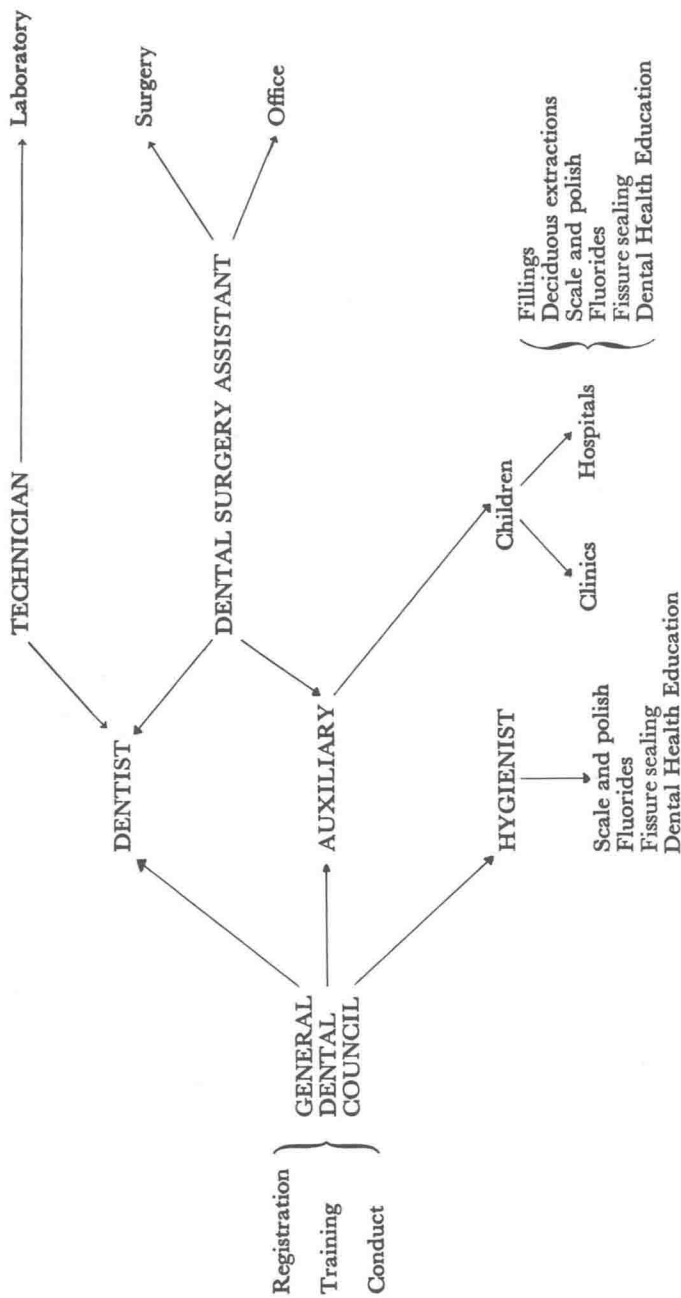 Registration
Training
Conduct
GENERAL
DENTAL
COUNCIL
DENTIST
AUXILIARY
HYGIENIST
Scale and polish
Fluorides
Fissure sealing
Dental Health Education
TECHNICIAN
Laboratory
DENTAL SURGERY ASSISTANT
Surgery
Office
Children
Clinics
Hospitals
Fillings
Deciduous extractions
Scale and polish
Fluorides
Fissure sealing
Dental Health Education